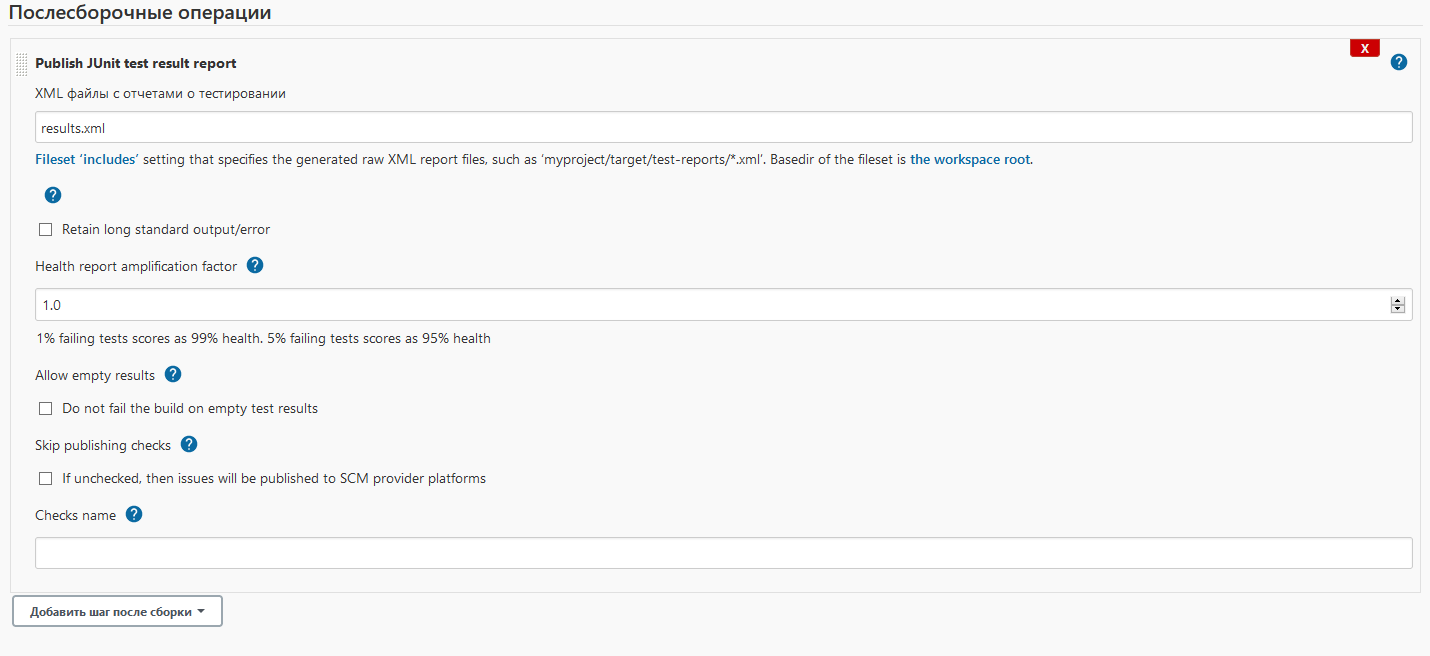 Послесборочные операции
X
Publish JUnit test result report
?
XML файлы с отчетами о тестировании
results.xml
Fileset ‘includes’ setting that specifies the generated raw XML report files, such as ‘myproject/target/test-reports/*.xml’. Basedir of the fileset is the workspace root.
?
Retain long standard output/error
Health report amplification factor ?
1.0
1% failing tests scores as 99% health. 5% failing tests scores as 95% health
Allow empty results ?
Do not fail the build on empty test results
Skip publishing checks ?
If unchecked, then issues will be published to SCM provider platforms
Checks name ?
Добавить шаг после сборки